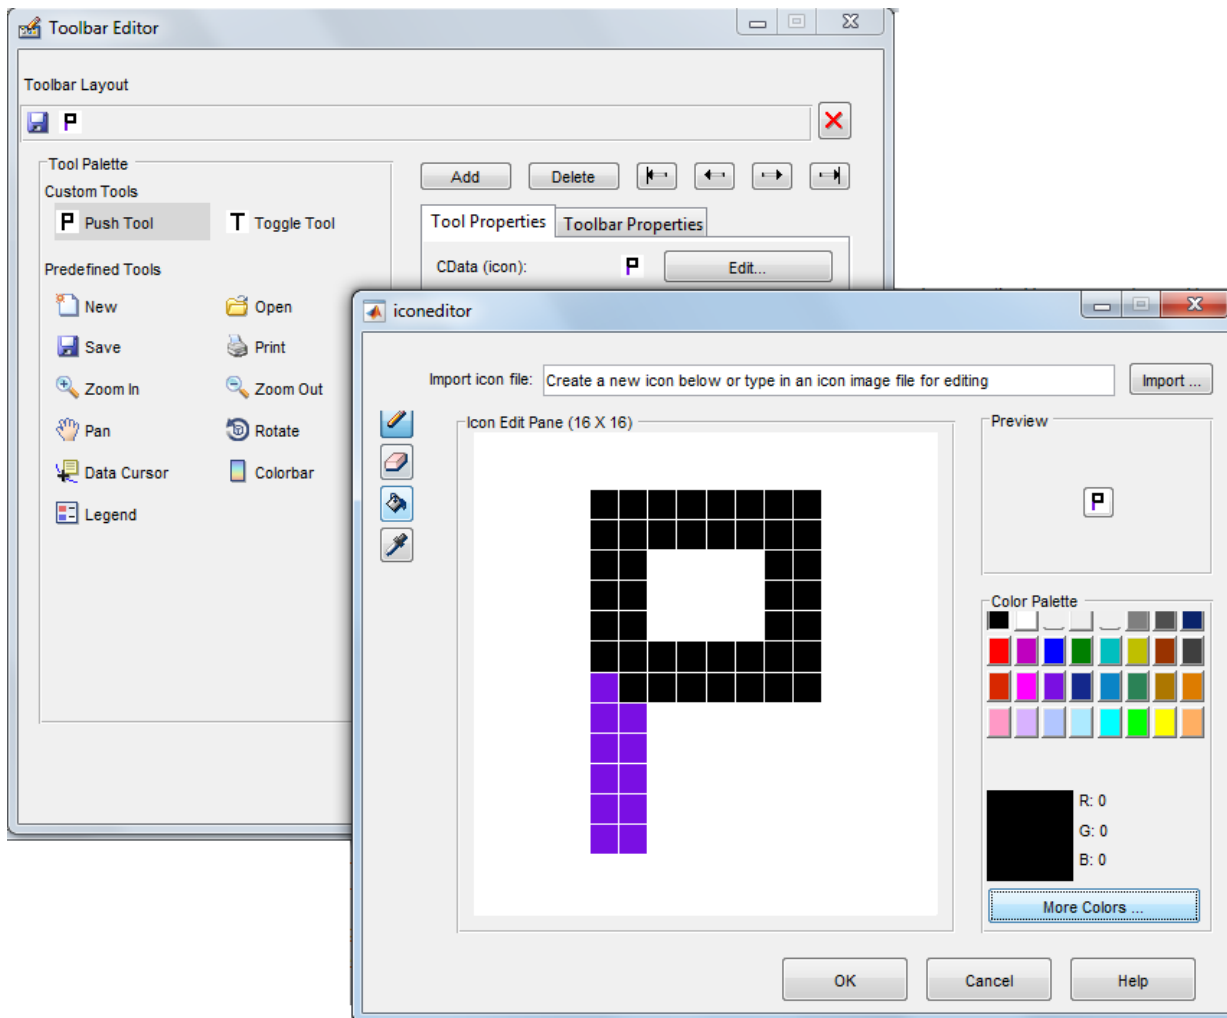 Toolbar Editor
Toolbar Layout
P
Tool Palette
Custom Tools
P Push Tool
T Toggle Tool
Predefined Tools
New
Open
Save
Print
Zoom In
Zoom Out
Pan
Rotate
Data Cursor
Colorbar
Legend
Add
Delete
Tool Properties
Toolbar Properties
CData (icon):
P
Edit...
iconeditor
Import icon file:
Create a new icon below or type in an icon image file for editing
Import ...
Icon Edit Pane (16 X 16)
P
Preview
P
Color Palette
R: 0
G: 0
B: 0
More Colors ...
OK
Cancel
Help